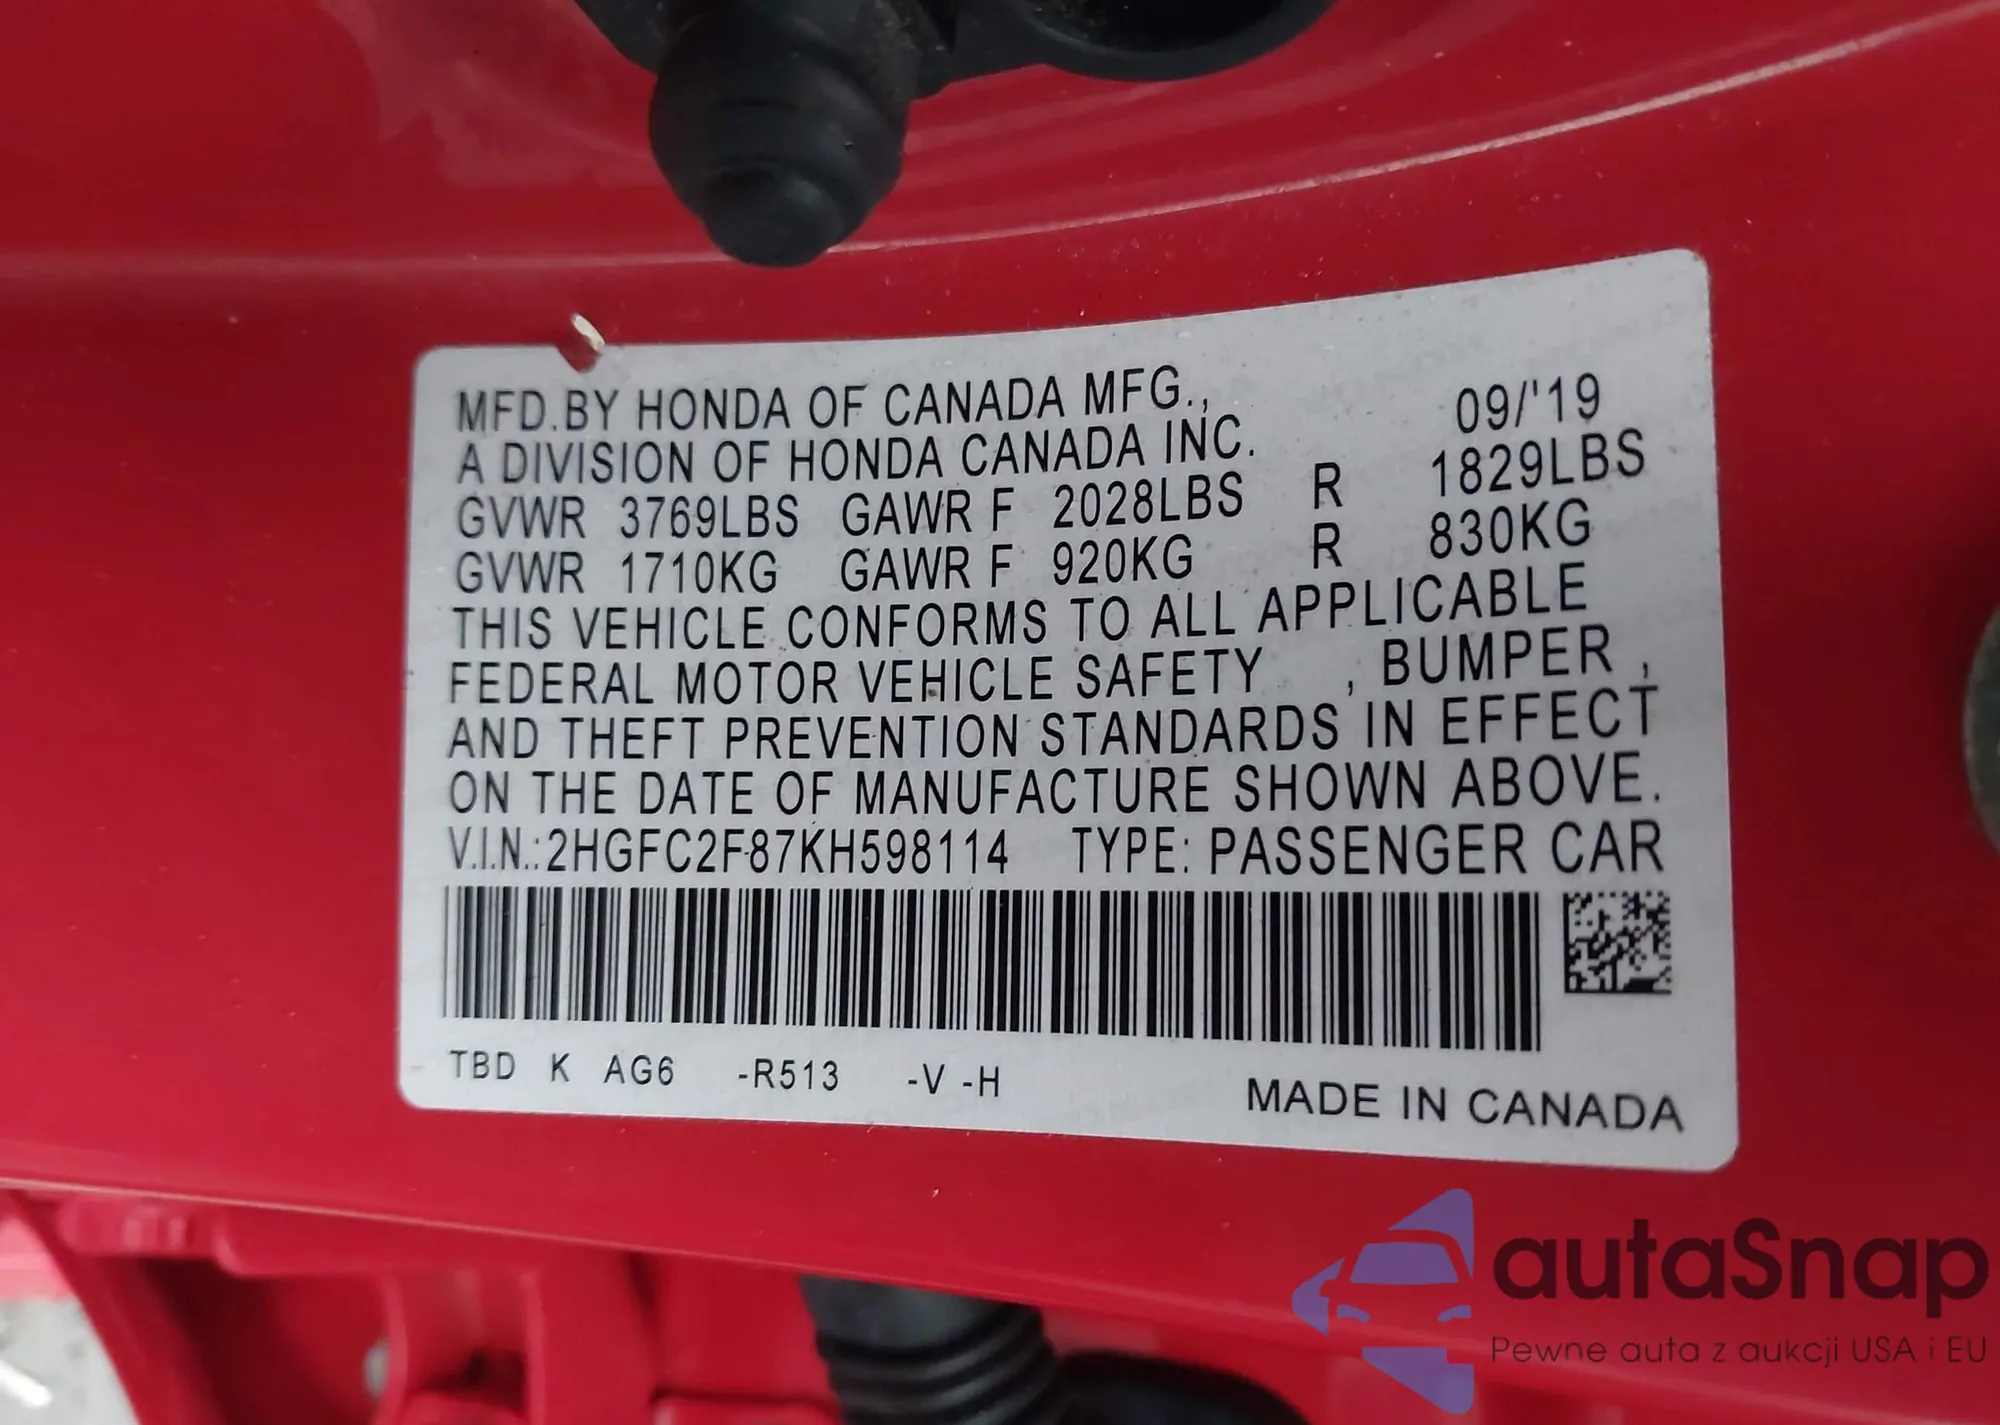 MFD.BY HONDA OF CANADA MFG., 09/'19
A DIVISION OF HONDA CANADA INC.
GVWR 3769LBS GAWR F 2028LBS R 1829LBS
GVWR 1710KG GAWR F 920KG R 830KG
THIS VEHICLE CONFORMS TO ALL APPLICABLE
FEDERAL MOTOR VEHICLE SAFETY , BUMPER ,
AND THEFT PREVENTION STANDARDS IN EFFECT
ON THE DATE OF MANUFACTURE SHOWN ABOVE.
V.I.N.: 2HGFC2F87KH598114 TYPE: PASSENGER CAR
TBD K AG6 -R513 -V -H
MADE IN CANADA
autaSnap
Pewne auta z aukcji USA i EU